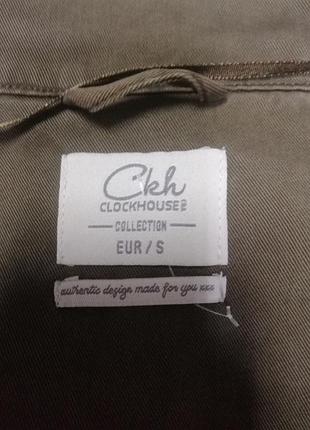 Ckh
CLOCKHOUSE
COLLECTION
EUR/S
authentic design made for you xxx